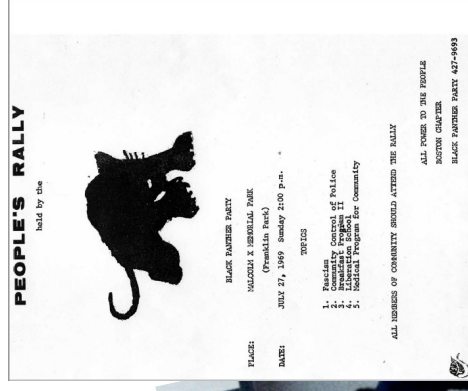 PEOPLE'S RALLY
held by the
BLACK PANTHER PARTY
PLACE: MALCOLM X MEMORIAL PARK
(Franklin Park)
DATE: JULY 27, 1969 Sunday 2:00 p.m.
TOPICS
1. Fascism
2. Community Control of Police
3. Breakfast Program II
4. Liberation School
5. Medical Program for Community
ALL MEMBERS OF COMMUNITY SHOULD ATTEND THE RALLY
ALL POWER TO THE PEOPLE
BOSTON CHAPTER
BLACK PANTHER PARTY 427-9693